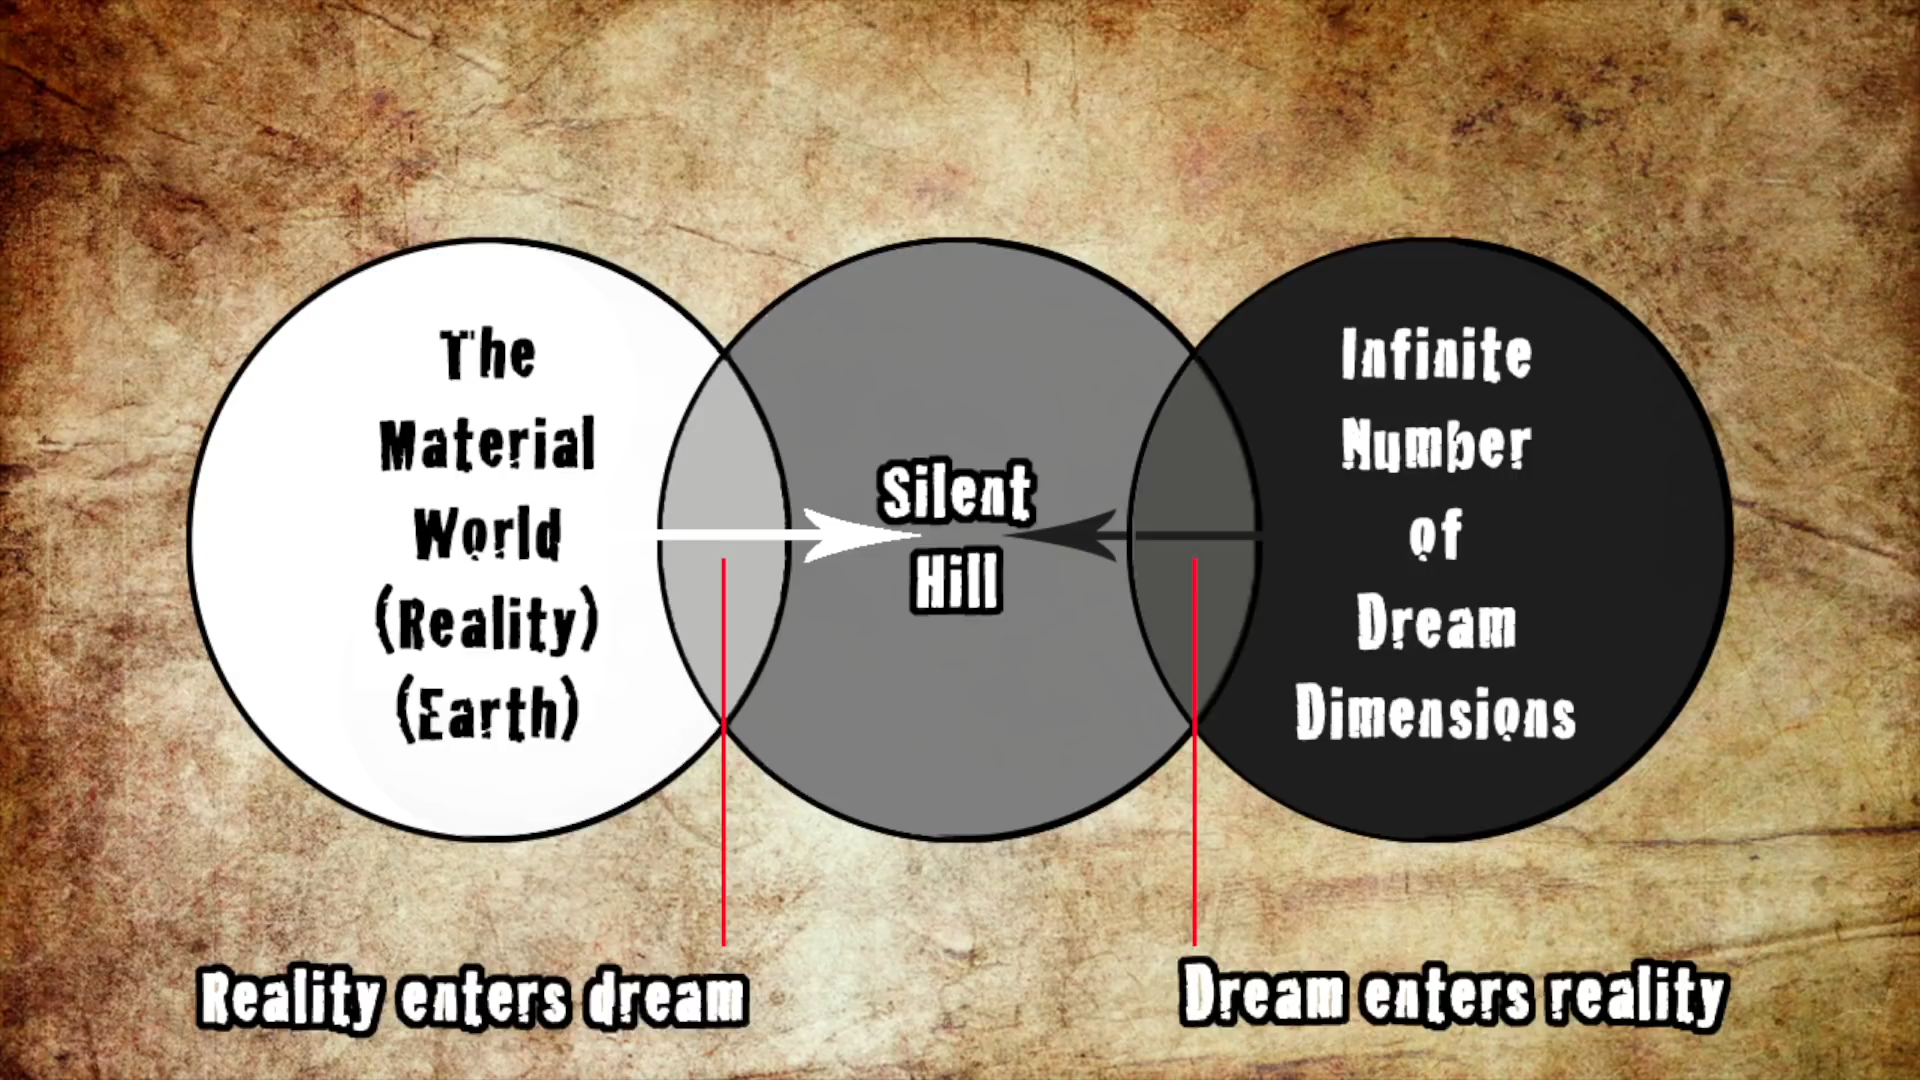 The
Material
World
(Reality)
(Earth)
Silent
Hill
Infinite
Number
of
Dream
Dimensions
Reality enters dream
Dream enters reality